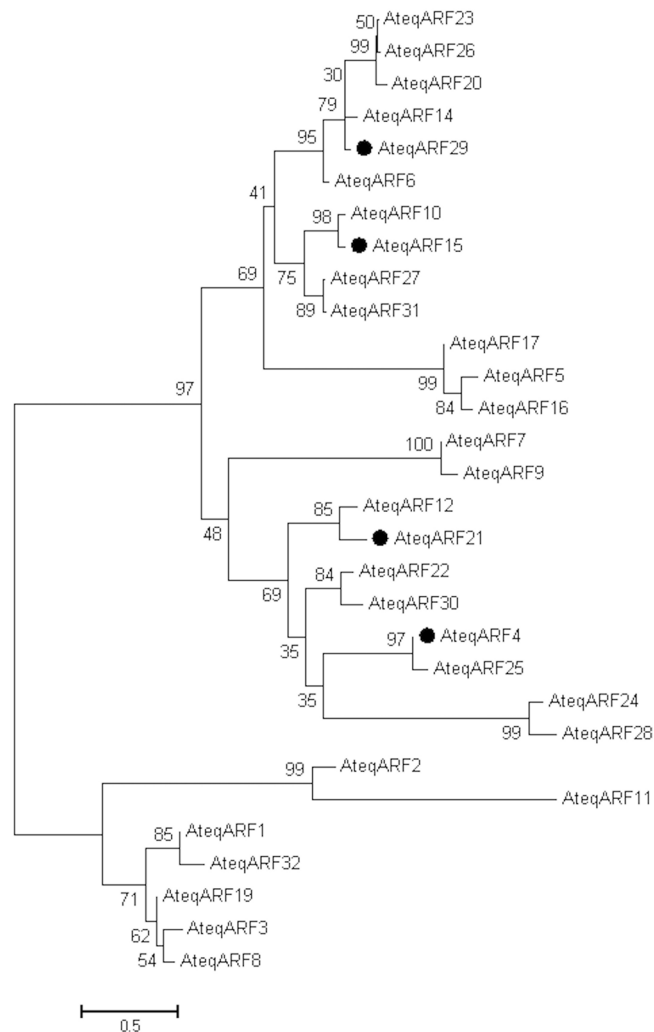 50
AteqARF23
99
AteqARF26
30
AteqARF20
79
AteqARF14
95
AteqARF29
AteqARF6
41
98
AteqARF10
AteqARF15
69
75
AteqARF27
89
AteqARF31
97
AteqARF17
99
AteqARF5
84
AteqARF16
100
AteqARF7
AteqARF9
48
85
AteqARF12
AteqARF21
69
84
AteqARF22
AteqARF30
35
97
AteqARF4
AteqARF25
35
AteqARF24
99
AteqARF28
99
AteqARF2
AteqARF11
85
AteqARF1
AteqARF32
71
AteqARF19
62
AteqARF3
54
AteqARF8
0.5